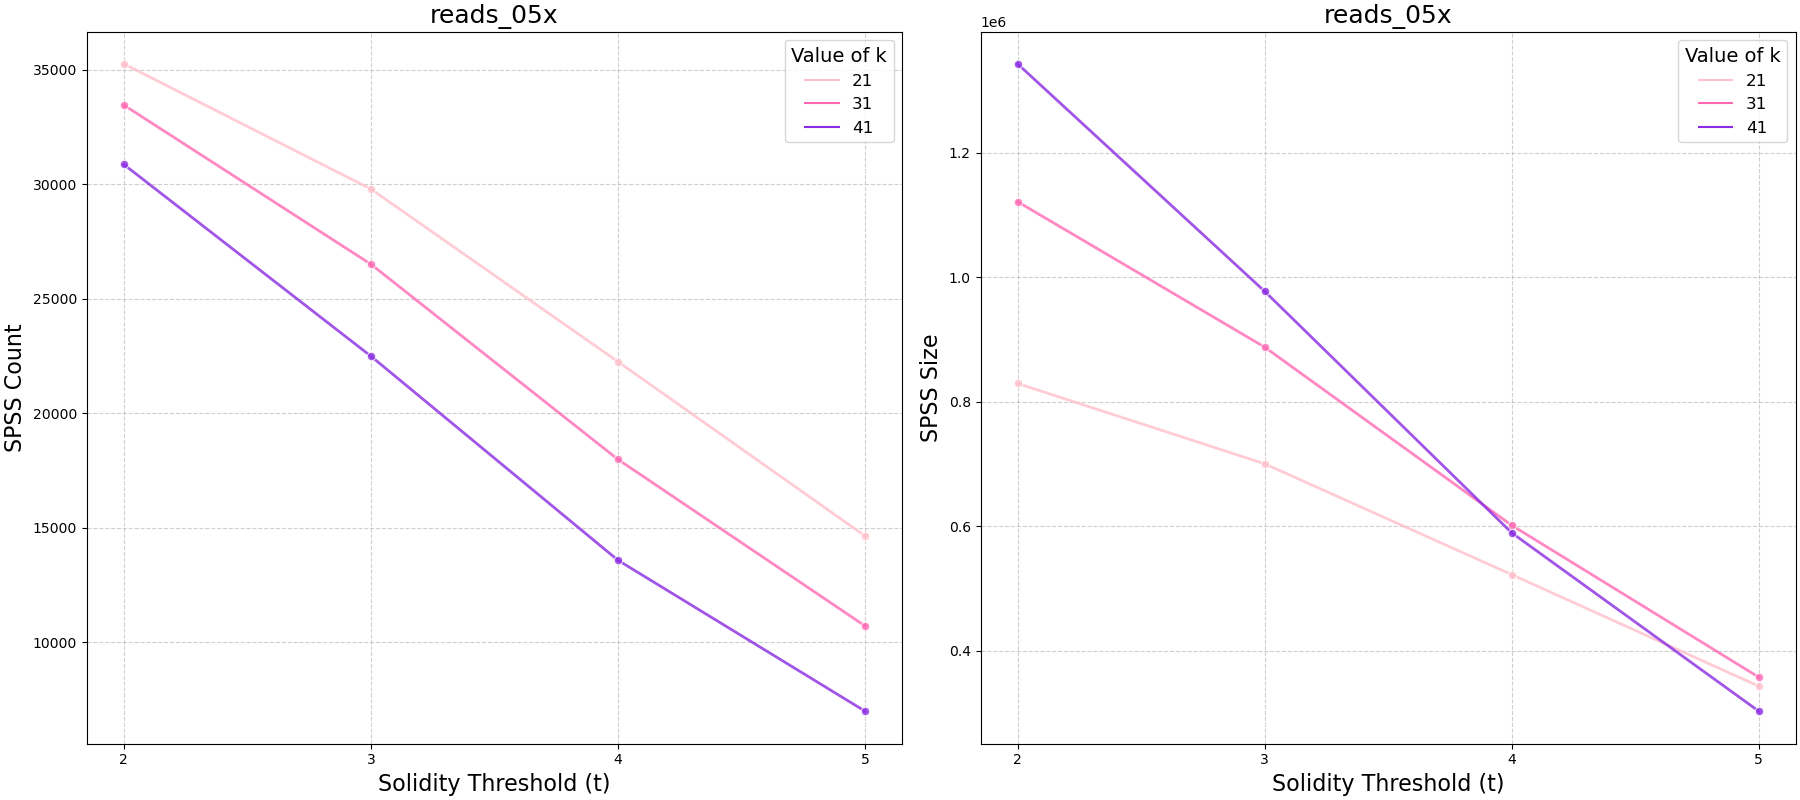 reads_05x
35000
30000
25000
20000
15000
10000
SPSS Count
2 3 4 5
Solidity Threshold (t)
Value of k
21
31
41
reads_05x
1e6
1.2
1.0
0.8
0.6
0.4
SPSS Size
2 3 4 5
Solidity Threshold (t)
Value of k
21
31
41